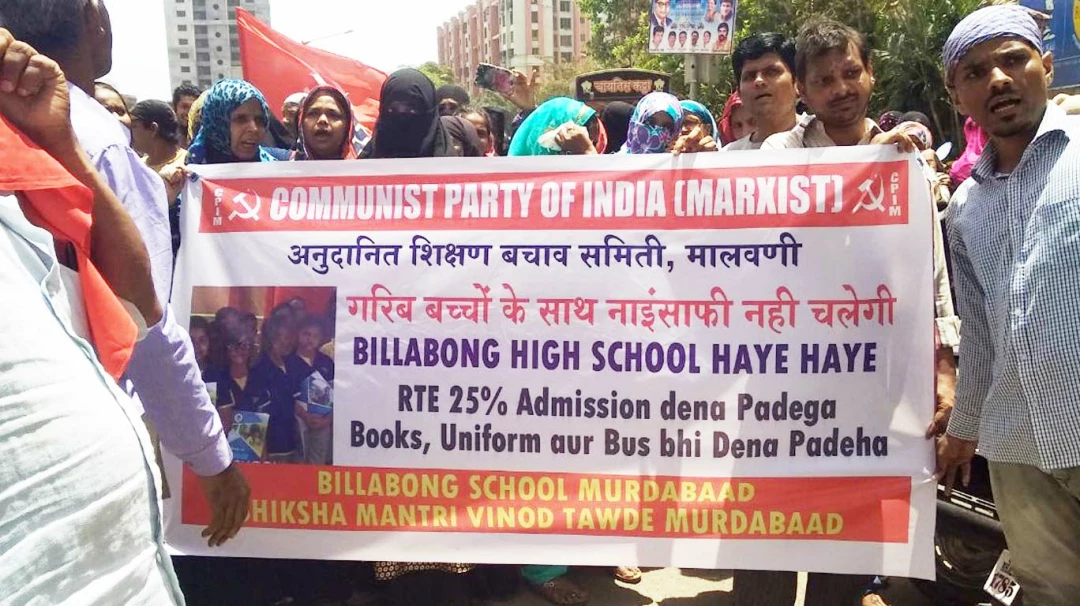 COMMUNIST PARTY OF INDIA (MARXIST)
CPIM
CPIM
अनुदानित शिक्षण बचाव समिती, मालवणी
गरिब बच्चों के साथ नाइंसाफी नही चलेगी
BILLABONG HIGH SCHOOL HAYE HAYE
RTE 25% Admission dena Padega
Books, Uniform aur Bus bhi Dena Padeha
BILLABONG SCHOOL MURDABAAD
HIKSHA MANTRI VINOD TAWDE MURDABAAD